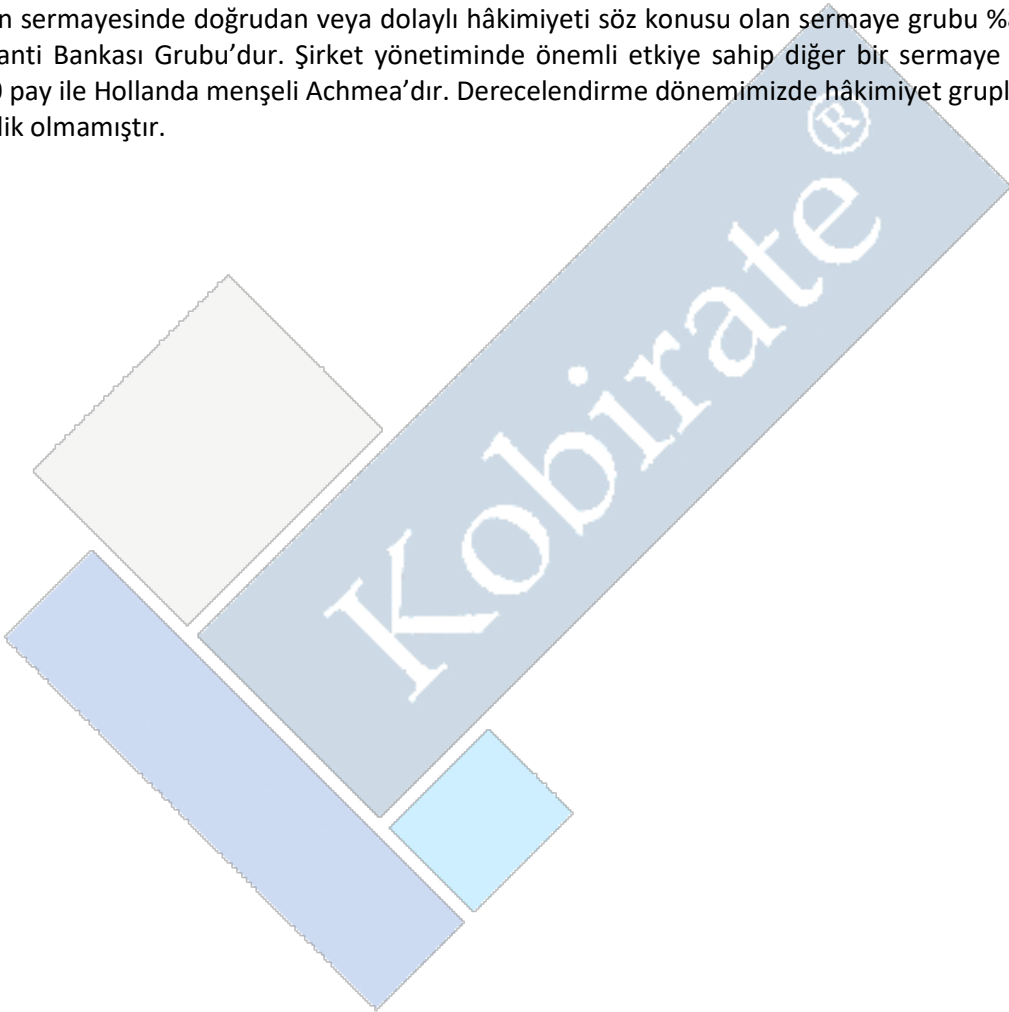 n sermayesinde doğrudan veya dolaylı hâkimiyeti söz konusu olan sermaye grubu
anti Bankası Grubu’dur. Şirket yönetiminde önemli etkiye sahip diğer bir sermaye
pay ile Hollanda menşeli Achmea’dır. Derecelendirme dönemimizde hâkimiyet grupl
lik olmamıştır.
Kobirate ®